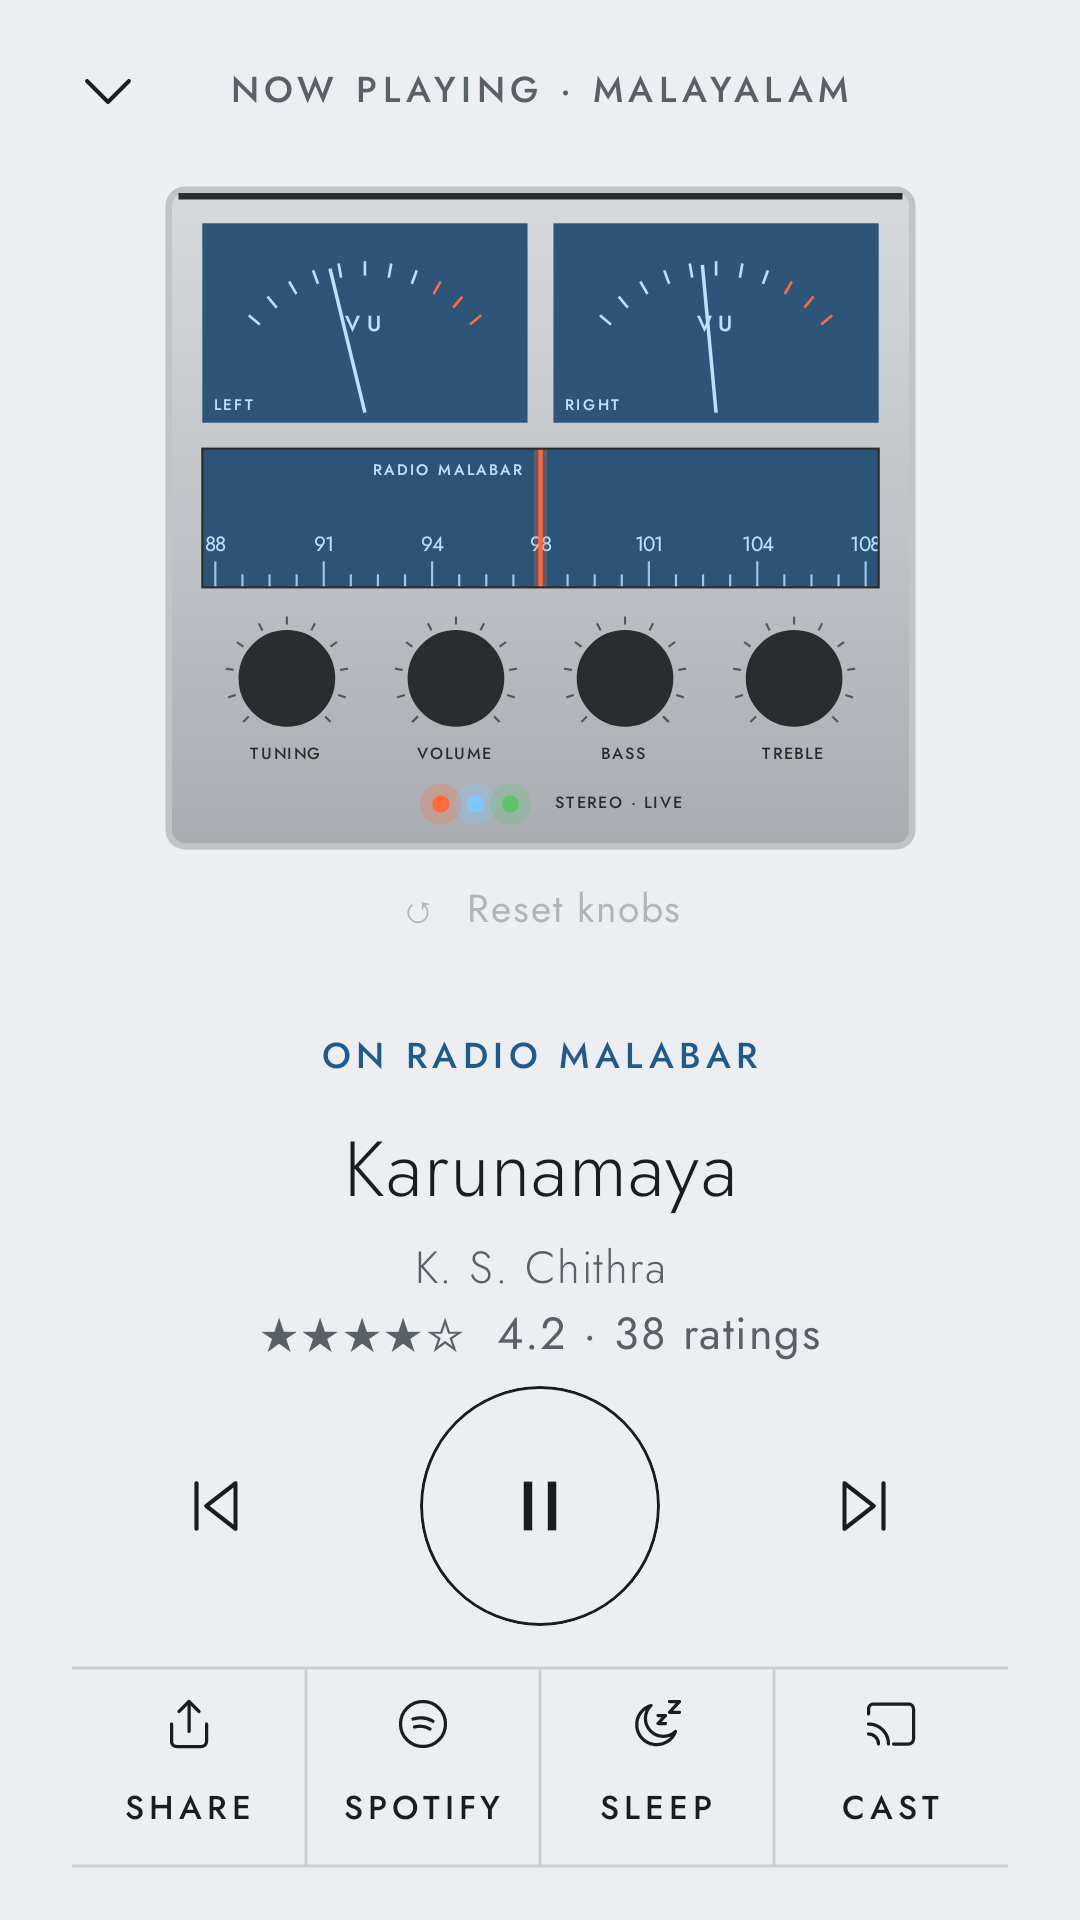 NOW PLAYING · MALAYALAM
VU VU
LEFT RIGHT
RADIO MALABAR
88 91 94 98 101 104 108
TUNING VOLUME BASS TREBLE
STEREO · LIVE
Reset knobs
ON RADIO MALABAR
Karunamaya
K. S. Chithra
★★★★☆ 4.2 · 38 ratings
SHARE SPOTIFY SLEEP CAST